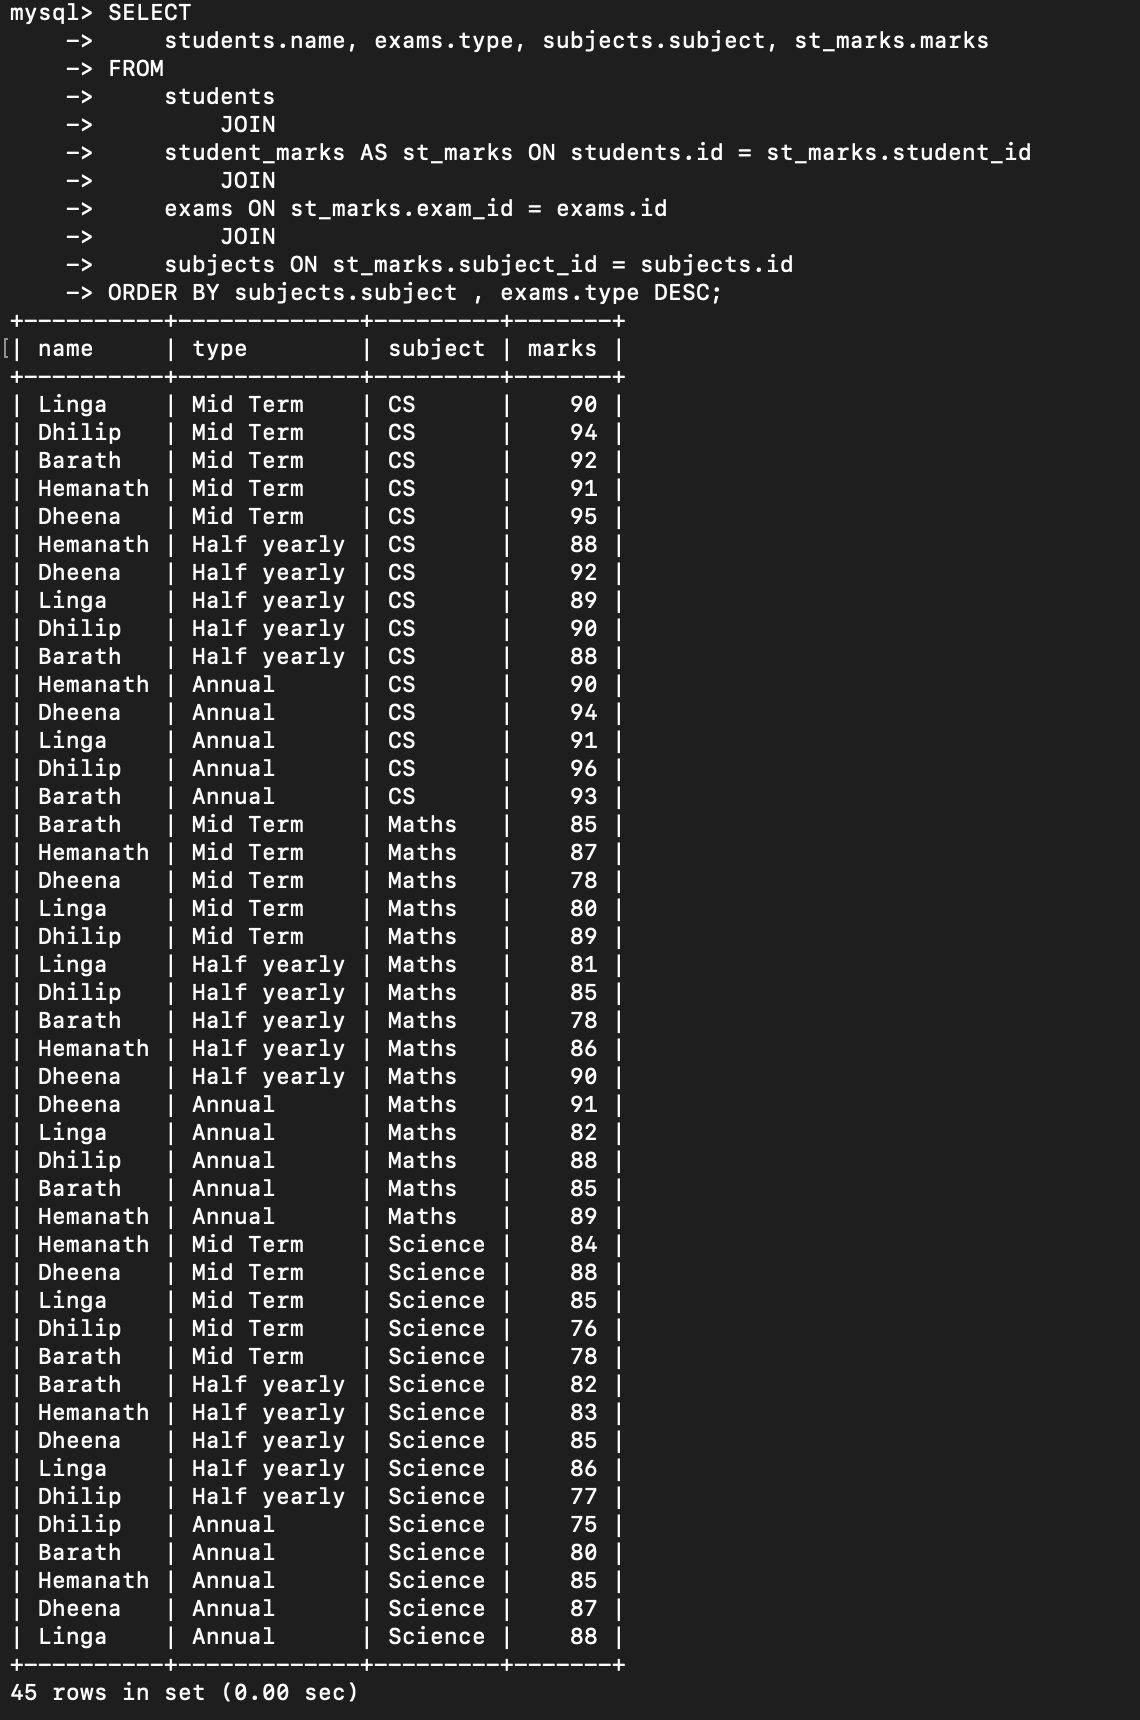 mysql> SELECT
    ->     students.name, exams.type, subjects.subject, st_marks.marks
    -> FROM
    ->     students
    ->         JOIN
    ->     student_marks AS st_marks ON students.id = st_marks.student_id
    ->         JOIN
    ->     exams ON st_marks.exam_id = exams.id
    ->         JOIN
    ->     subjects ON st_marks.subject_id = subjects.id
    -> ORDER BY subjects.subject , exams.type DESC;
+----------+-------------+---------+-------+
[| name     | type        | subject | marks |
+----------+-------------+---------+-------+
| Linga    | Mid Term    | CS      |    90 |
| Dhilip   | Mid Term    | CS      |    94 |
| Barath   | Mid Term    | CS      |    92 |
| Hemanath | Mid Term    | CS      |    91 |
| Dheena   | Mid Term    | CS      |    95 |
| Hemanath | Half yearly | CS      |    88 |
| Dheena   | Half yearly | CS      |    92 |
| Linga    | Half yearly | CS      |    89 |
| Dhilip   | Half yearly | CS      |    90 |
| Barath   | Half yearly | CS      |    88 |
| Hemanath | Annual      | CS      |    90 |
| Dheena   | Annual      | CS      |    94 |
| Linga    | Annual      | CS      |    91 |
| Dhilip   | Annual      | CS      |    96 |
| Barath   | Annual      | CS      |    93 |
| Barath   | Mid Term    | Maths   |    85 |
| Hemanath | Mid Term    | Maths   |    87 |
| Dheena   | Mid Term    | Maths   |    78 |
| Linga    | Mid Term    | Maths   |    80 |
| Dhilip   | Mid Term    | Maths   |    89 |
| Linga    | Half yearly | Maths   |    81 |
| Dhilip   | Half yearly | Maths   |    85 |
| Barath   | Half yearly | Maths   |    78 |
| Hemanath | Half yearly | Maths   |    86 |
| Dheena   | Half yearly | Maths   |    90 |
| Dheena   | Annual      | Maths   |    91 |
| Linga    | Annual      | Maths   |    82 |
| Dhilip   | Annual      | Maths   |    88 |
| Barath   | Annual      | Maths   |    85 |
| Hemanath | Annual      | Maths   |    89 |
| Hemanath | Mid Term    | Science |    84 |
| Dheena   | Mid Term    | Science |    88 |
| Linga    | Mid Term    | Science |    85 |
| Dhilip   | Mid Term    | Science |    76 |
| Barath   | Mid Term    | Science |    78 |
| Barath   | Half yearly | Science |    82 |
| Hemanath | Half yearly | Science |    83 |
| Dheena   | Half yearly | Science |    85 |
| Linga    | Half yearly | Science |    86 |
| Dhilip   | Half yearly | Science |    77 |
| Dhilip   | Annual      | Science |    75 |
| Barath   | Annual      | Science |    80 |
| Hemanath | Annual      | Science |    85 |
| Dheena   | Annual      | Science |    87 |
| Linga    | Annual      | Science |    88 |
+----------+-------------+---------+-------+
45 rows in set (0.00 sec)